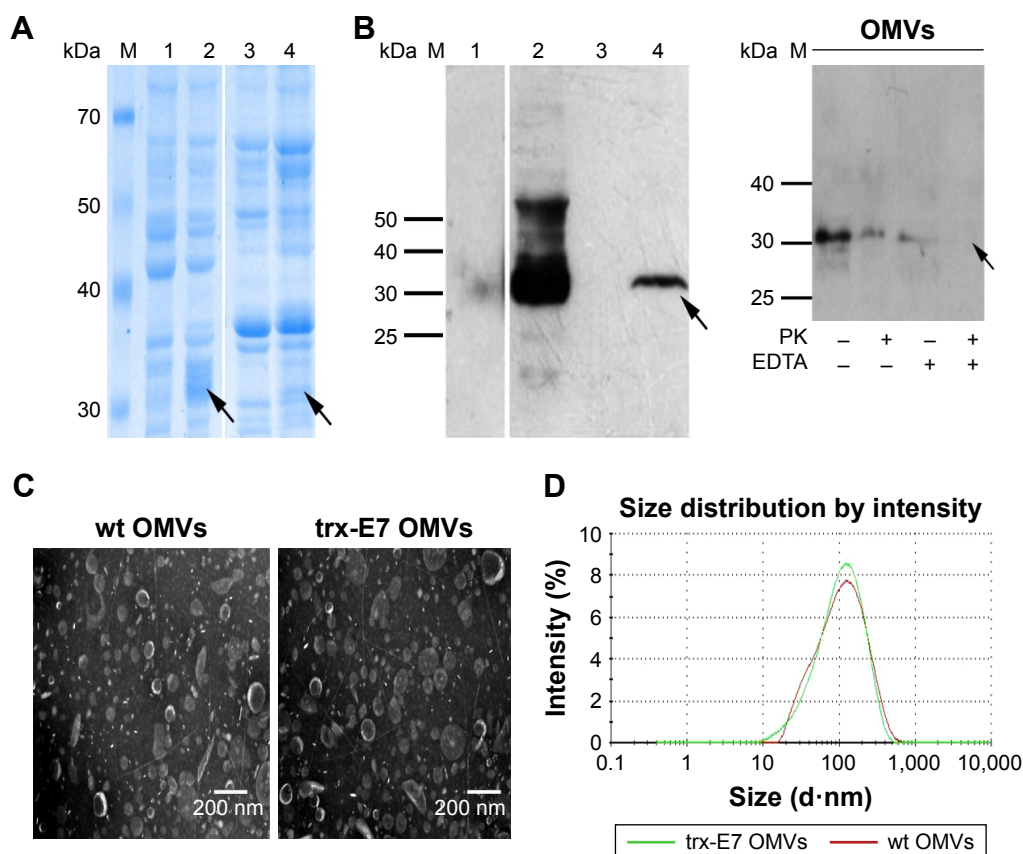 A
kDa M 1 2 3 4
70
50
40
30
B
kDa M 1 2 3 4
50
40
30
25
OMVs
kDa M
40
30
25
PK – + – +
EDTA – – + +
C
wt OMVs
trx-E7 OMVs
200 nm
200 nm
D
Size distribution by intensity
Intensity (%)
10
8
6
4
2
0
0.1 1 10 100 1,000 10,000
Size (d·nm)
trx-E7 OMVs wt OMVs